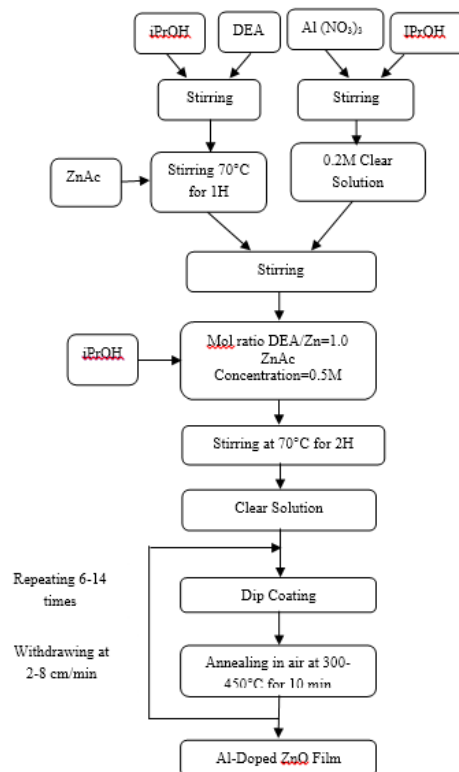 iPrOH
DEA
Al (NO₃)₃
IPrOH
Stirring
Stirring
ZnAc
Stirring 70°C
for 1H
0.2M Clear
Solution
Stirring
iPrOH
Mol ratio DEA/Zn=1.0
ZnAc
Concentration=0.5M
Stirring at 70°C for 2H
Clear Solution
Repeating 6-14
times
Dip Coating
Withdrawing at
2-8 cm/min
Annealing in air at 300-
450°C for 10 min
Al-Doped ZnO Film